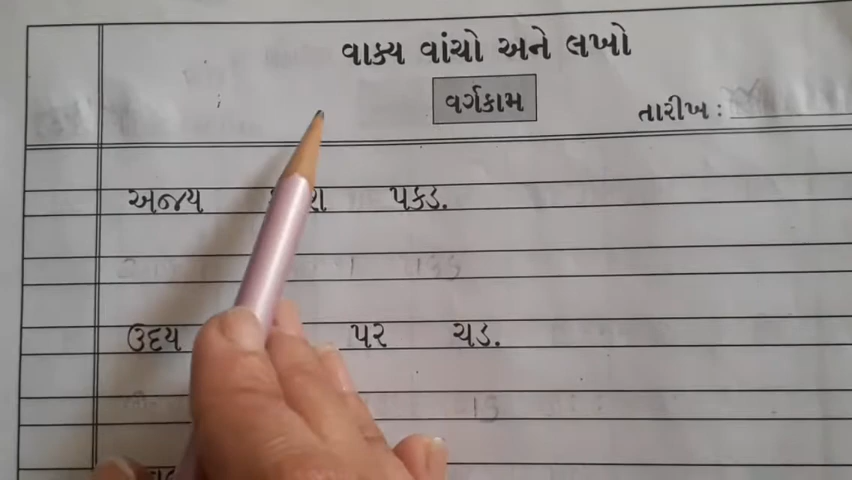 વાક્ય વાંચો અને લખો
વર્ગકામ
તારીખ :
અજય પકડ.
ઉદય પર ચડ.